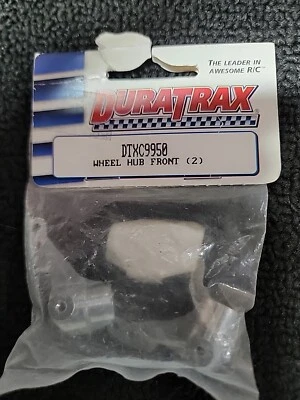 THE LEADER IN
AWESOME R/C
DURATRAX
DTXC9950
WHEEL HUB FRONT (2)